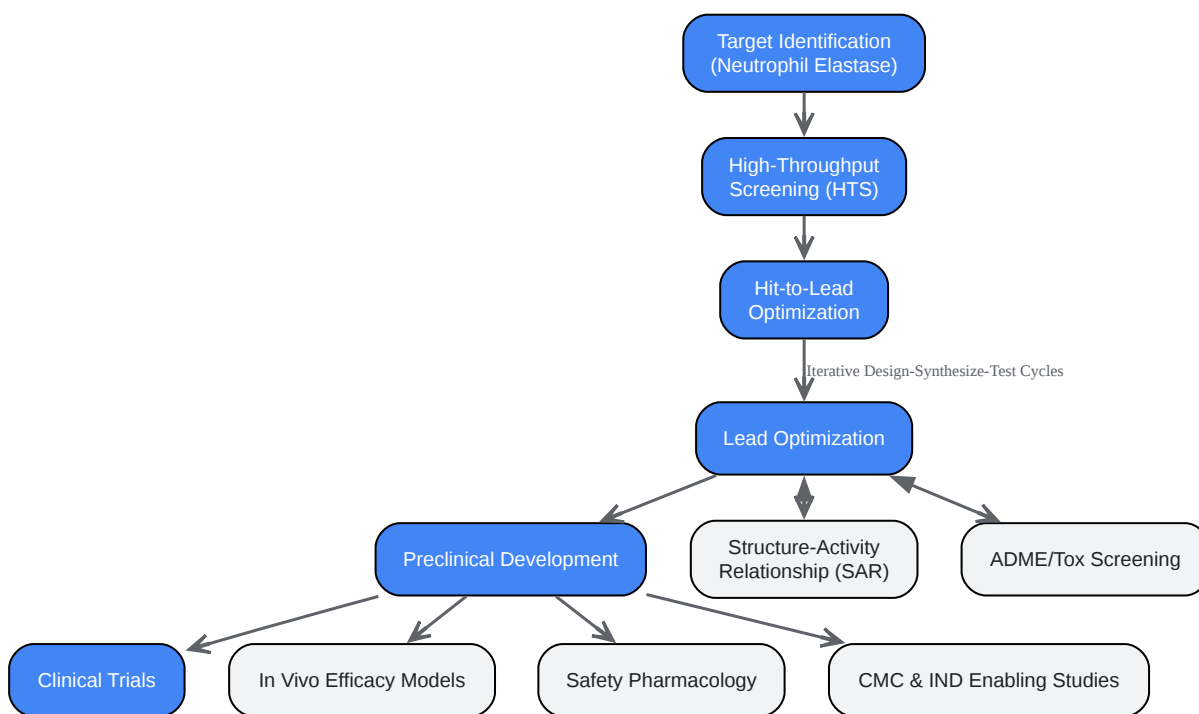 Target Identification
(Neutrophil Elastase)
High-Throughput
Screening (HTS)
Hit-to-Lead
Optimization
Iterative Design-Synthesize-Test Cycles
Lead Optimization
Preclinical Development
Structure-Activity
Relationship (SAR)
ADME/Tox Screening
Clinical Trials
In Vivo Efficacy Models
Safety Pharmacology
CMC & IND Enabling Studies